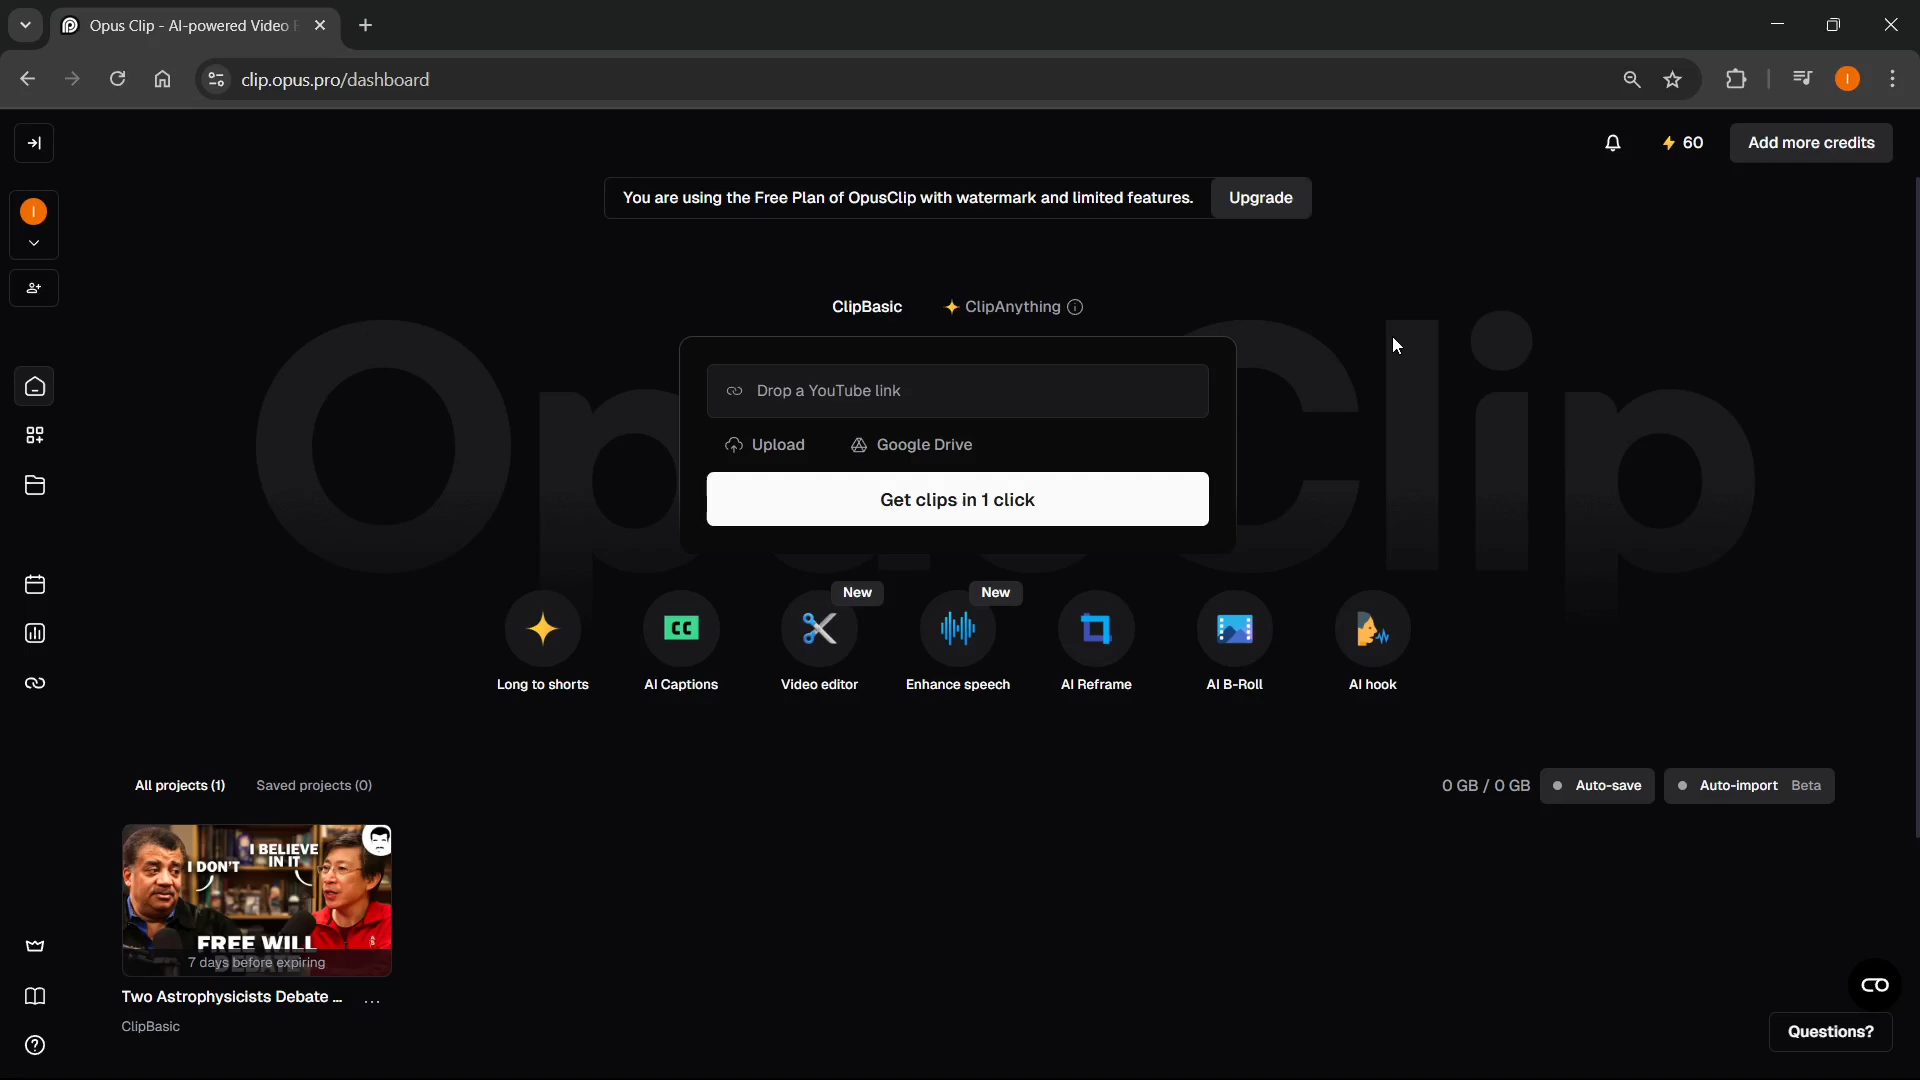 Opus Clip - AI-powered Video
clip.opus.pro/dashboard
I
60
Add more credits
You are using the Free Plan of OpusClip with watermark and limited features.
Upgrade
I
ClipBasic
ClipAnything
OpusClip
Drop a YouTube link
Upload
Google Drive
Get clips in 1 click
New
New
CC
Long to shorts
AI Captions
Video editor
Enhance speech
AI Reframe
AI B-Roll
AI hook
All projects (1)
Saved projects (0)
0 GB / 0 GB
Auto-save
Auto-import
Beta
I DON'T
I BELIEVE
IN IT
FREE WILL
DEBATE
7 days before expiring
Two Astrophysicists Debate ...
...
ClipBasic
Questions?